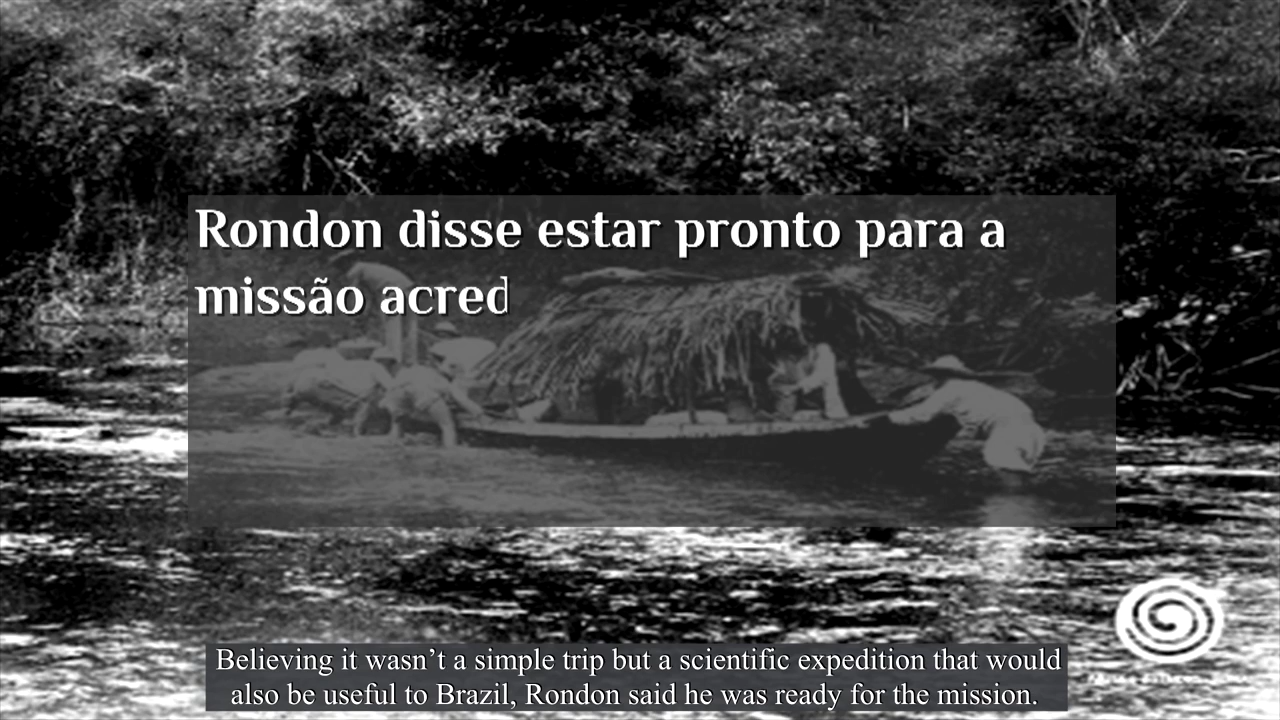 Rondon disse estar pronto para a
missão acred
Believing it wasn’t a simple trip but a scientific expedition that would
also be useful to Brazil, Rondon said he was ready for the mission.